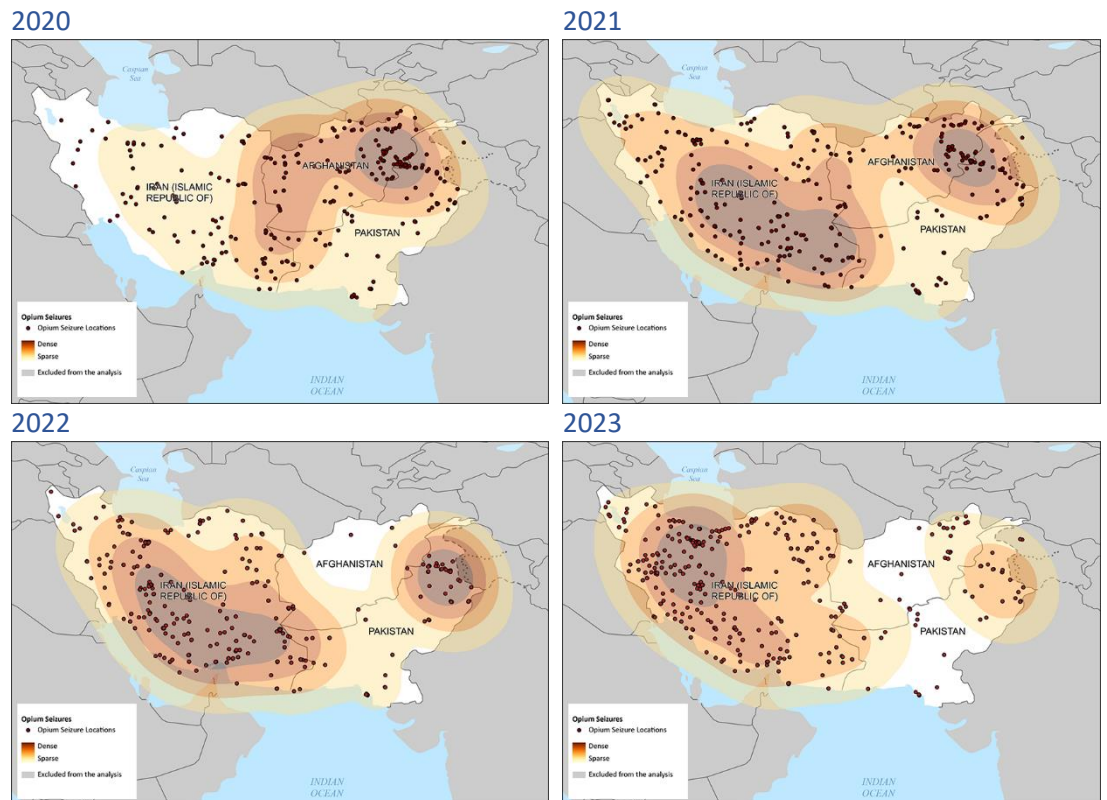 2020
Caspian
Sea
AFGHANISTAN
IRAN (ISLAMIC
REPUBLIC OF)
PAKISTAN
Opium Seizures
Opium Seizure Locations
Dense
Sparse
Excluded from the analysis
INDIAN
OCEAN
2021
Caspian
Sea
AFGHANISTAN
IRAN (ISLAMIC
REPUBLIC OF)
PAKISTAN
Opium Seizures
Opium Seizure Locations
Dense
Sparse
Excluded from the analysis
INDIAN
OCEAN
2022
Caspian
Sea
AFGHANISTAN
IRAN (ISLAMIC
REPUBLIC OF)
PAKISTAN
Opium Seizures
Opium Seizure Locations
Dense
Sparse
Excluded from the analysis
INDIAN
OCEAN
2023
Caspian
Sea
AFGHANISTAN
IRAN (ISLAMIC
REPUBLIC OF)
PAKISTAN
Opium Seizures
Opium Seizure Locations
Dense
Sparse
Excluded from the analysis
INDIAN
OCEAN